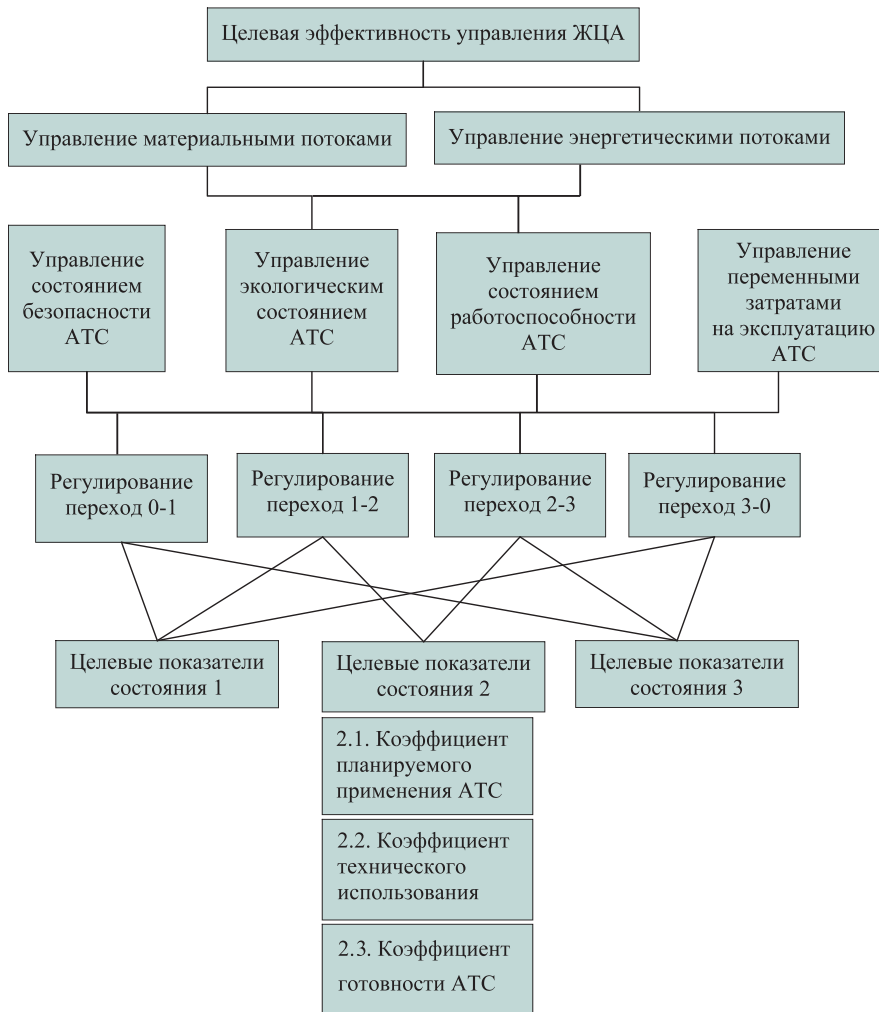 Целевая эффективность управления ЖЦА
Управление материальными потоками
Управление энергетическими потоками
Управление
состоянием
безопасности
АТС
Управление
экологическим
состоянием АТС
Управление
состоянием
работоспособности
АТС
Управление
переменными
затратами
на эксплуатацию
АТС
Регулирование
переход 0-1
Регулирование
переход 1-2
Регулирование
переход 2-3
Регулирование
переход 3-0
Целевые показатели
состояния 1
Целевые показатели
состояния 2
Целевые показатели
состояния 3
2.1. Коэффициент
планируемого
применения АТС
2.2. Коэффициент
технического
использования
2.3. Коэффициент
готовности АТС